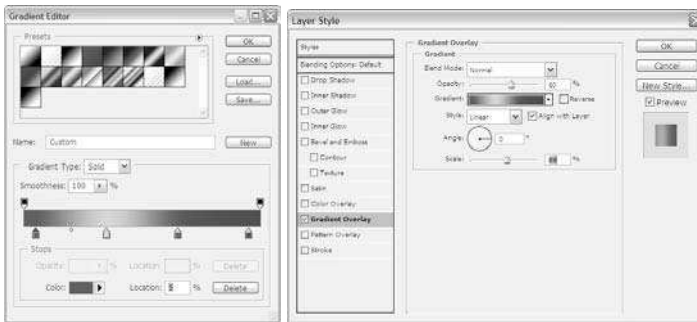 Gradient Editor
Presets
OK
Cancel
Load...
Save...
Name: Custom
New
Gradient Type: Solid
Smoothness: 100 %
Stops
Opacity: % Location: % Delete
Color: Location: 5 % Delete
Layer Style
Styles
Blending Options: Default
Drop Shadow
Inner Shadow
Outer Glow
Inner Glow
Bevel and Emboss
Contour
Texture
Satin
Color Overlay
Gradient Overlay
Pattern Overlay
Stroke
Gradient Overlay
Gradient
Blend Mode: Normal
Opacity: %
Gradient: Reverse
Style: Linear Align with Layer
Angle: 0 °
Scale: %
OK
Cancel
New Style...
Preview